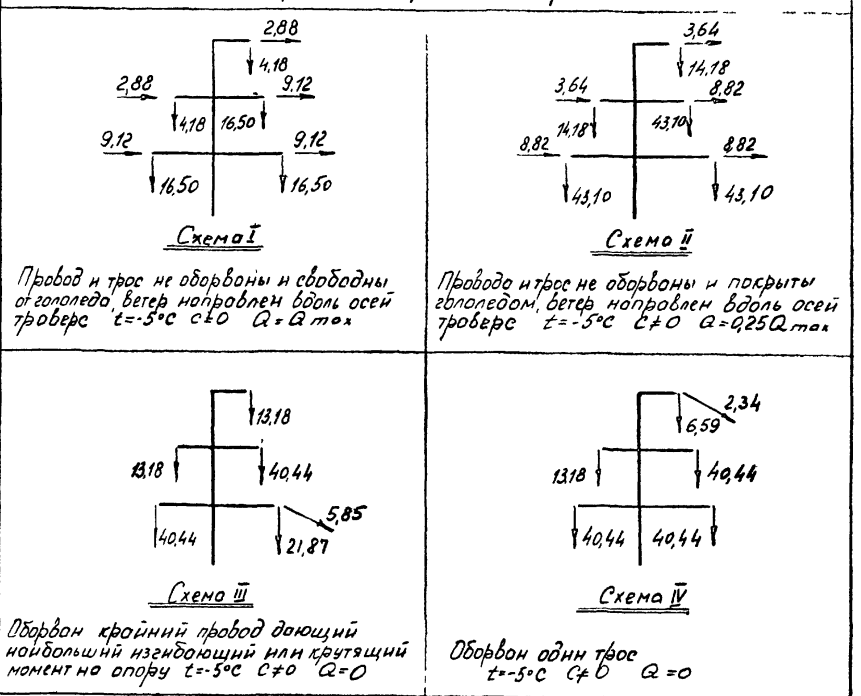 2,88
4,18
2,88 9,12
4,18 16,50
9,12 9,12
16,50 16,50
Схема I
Провод и трос не оборваны и свободны
от гололеда, ветер направлен вдоль осей
траверс t=-5°C C=0 Q=Qmax
3,64
14,18
3,64 8,82
14,18 43,10
8,82 8,82
43,10 43,10
Схема II
Провода и трос не оборваны и покрыты
гололедом, ветер направлен вдоль осей
траверс t=-5°C C≠0 Q=0,25Qmax
13,18
13,18 40,44
5,85
40,44 21,87
Схема III
Оборван крайний провод дающий
наибольший изгибающий или крутящий
момент на опору t=-5°C C≠0 Q=0
2,34
6,59
13.18 40,44
40,44 40,44
Схема IV
Оборван один трос
t=-5°C C≠0 Q=0